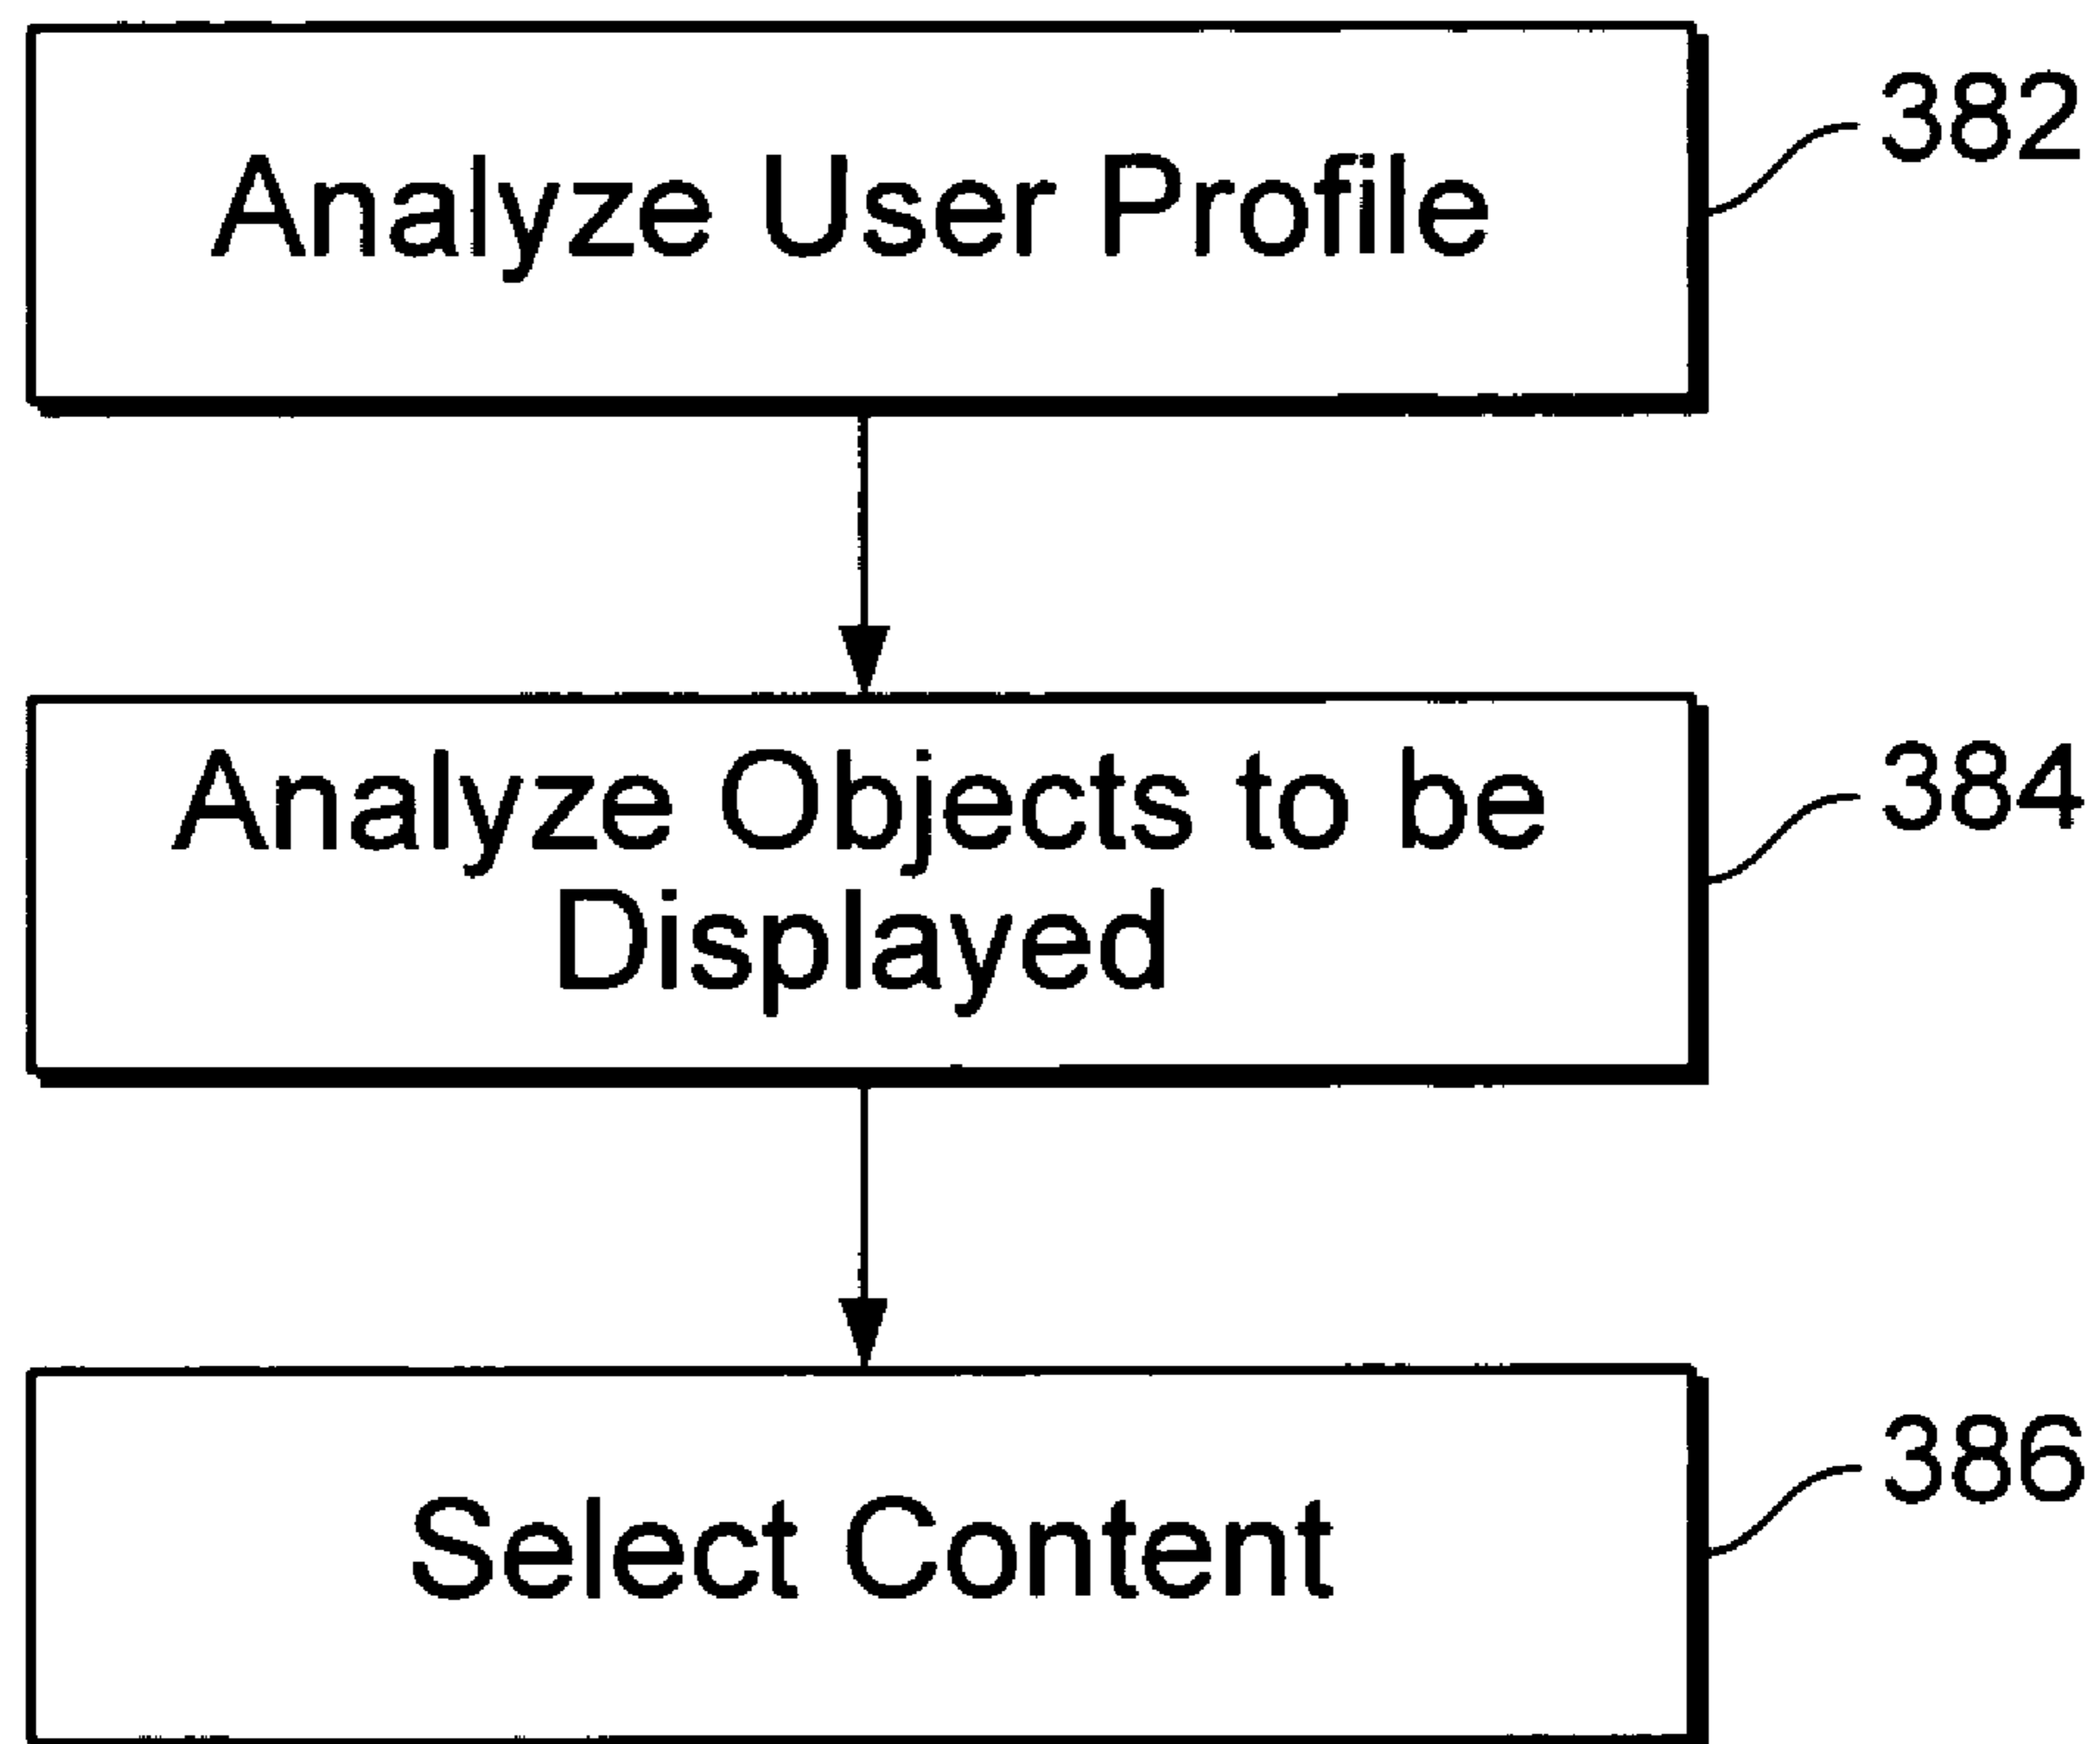 Analyze User Profile
382
Analyze Objects to be
Displayed
384
Select Content
386